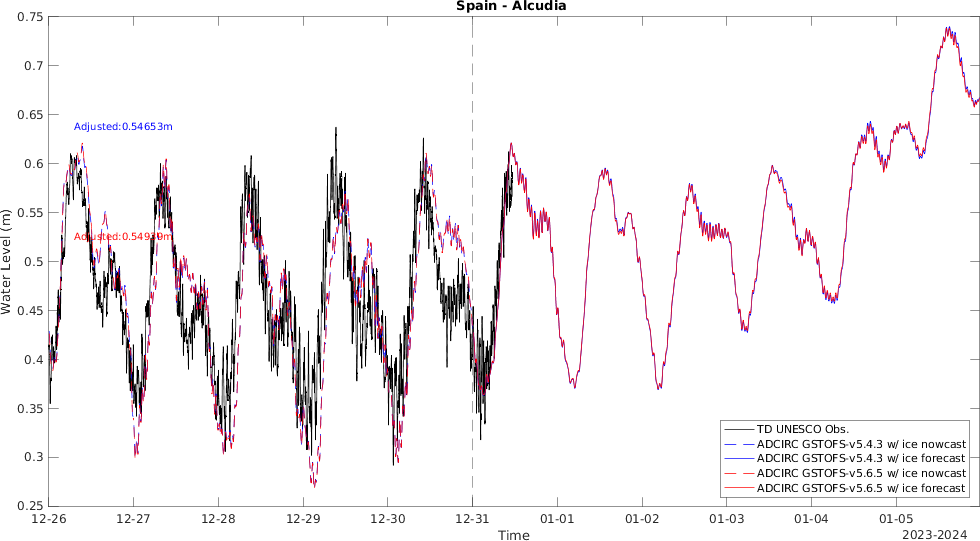 Spain - Alcudia
0.75
0.7
0.65
0.6
0.55
0.5
0.45
0.4
0.35
0.3
0.25
Water Level (m)
Adjusted:0.54653m
TD UNESCO Obs.
ADCIRC GSTOFS-v5.4.3 w/ ice nowcast
ADCIRC GSTOFS-v5.4.3 w/ ice forecast
ADCIRC GSTOFS-v5.6.5 w/ ice nowcast
ADCIRC GSTOFS-v5.6.5 w/ ice forecast
12-26 12-27 12-28 12-29 12-30 12-31 01-01 01-02 01-03 01-04 01-05
Time
2023-2024